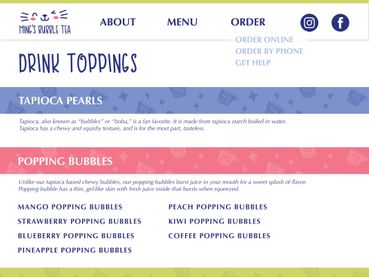 MING'S BUBBLE TEA
ABOUT
MENU
ORDER
ORDER ONLINE
ORDER BY PHONE
GET HELP
DRINK TOPPINGS
TAPIOCA PEARLS
Tapioca, also known as "bubbles" or "boba," is a fan favorite. It is made from tapioca starch boiled in water.
Tapioca has a chewy and squishy texture, and is for the most part, tasteless.
POPPING BUBBLES
Unlike our tapioca based chewy bubbles, our popping bubbles burst juice in your mouth for a sweet splash of flavor.
Popping bubble has a thin, gel-like skin with fresh juice inside that bursts when squeezed.
MANGO POPPING BUBBLES
PEACH POPPING BUBBLES
STRAWBERRY POPPING BUBBLES
KIWI POPPING BUBBLES
BLUEBERRY POPPING BUBBLES
COFFEE POPPING BUBBLES
PINEAPPLE POPPING BUBBLES